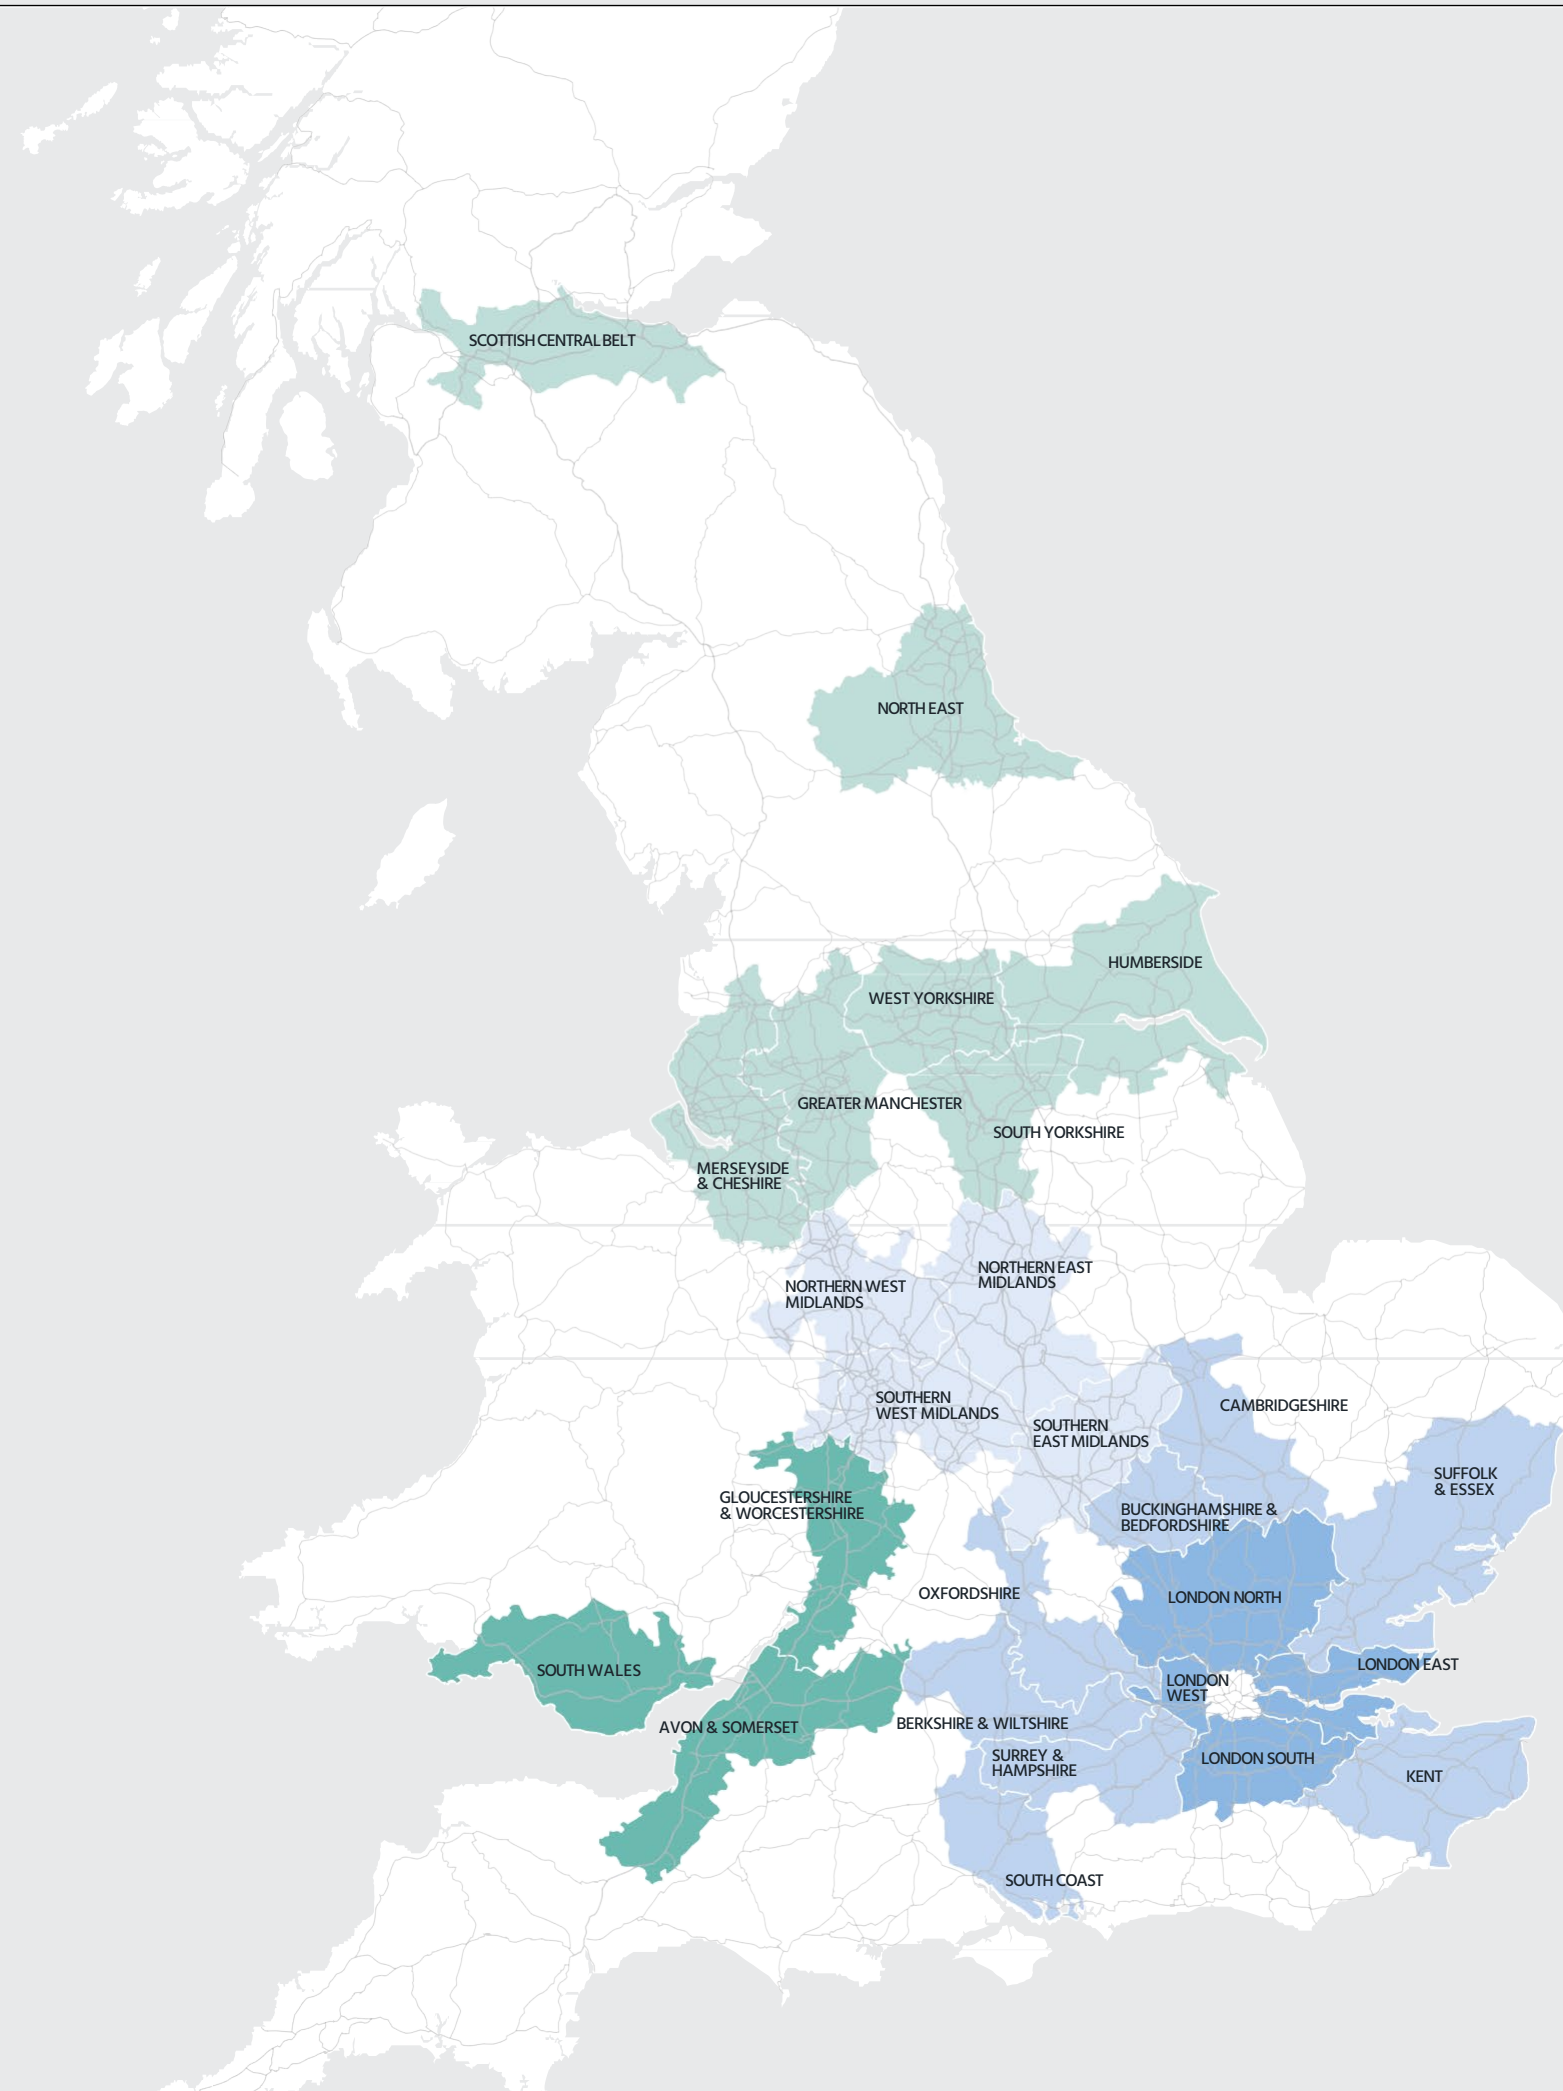 SCOTTISH CENTRAL BELT
NORTH EAST
HUMBERSIDE
WEST YORKSHIRE
GREATER MANCHESTER
SOUTH YORKSHIRE
MERSEYSIDE
& CHESHIRE
NORTHERN EAST
MIDLANDS
NORTHERN WEST
MIDLANDS
SOUTHERN
WEST MIDLANDS
CAMBRIDGESHIRE
SOUTHERN
EAST MIDLANDS
SUFFOLK
& ESSEX
GLOUCESTERSHIRE
& WORCESTERSHIRE
BUCKINGHAMSHIRE &
BEDFORDSHIRE
OXFORDSHIRE
LONDON NORTH
LONDON EAST
SOUTH WALES
LONDON
WEST
AVON & SOMERSET
BERKSHIRE & WILTSHIRE
SURREY &
HAMPSHIRE
LONDON SOUTH
KENT
SOUTH COAST